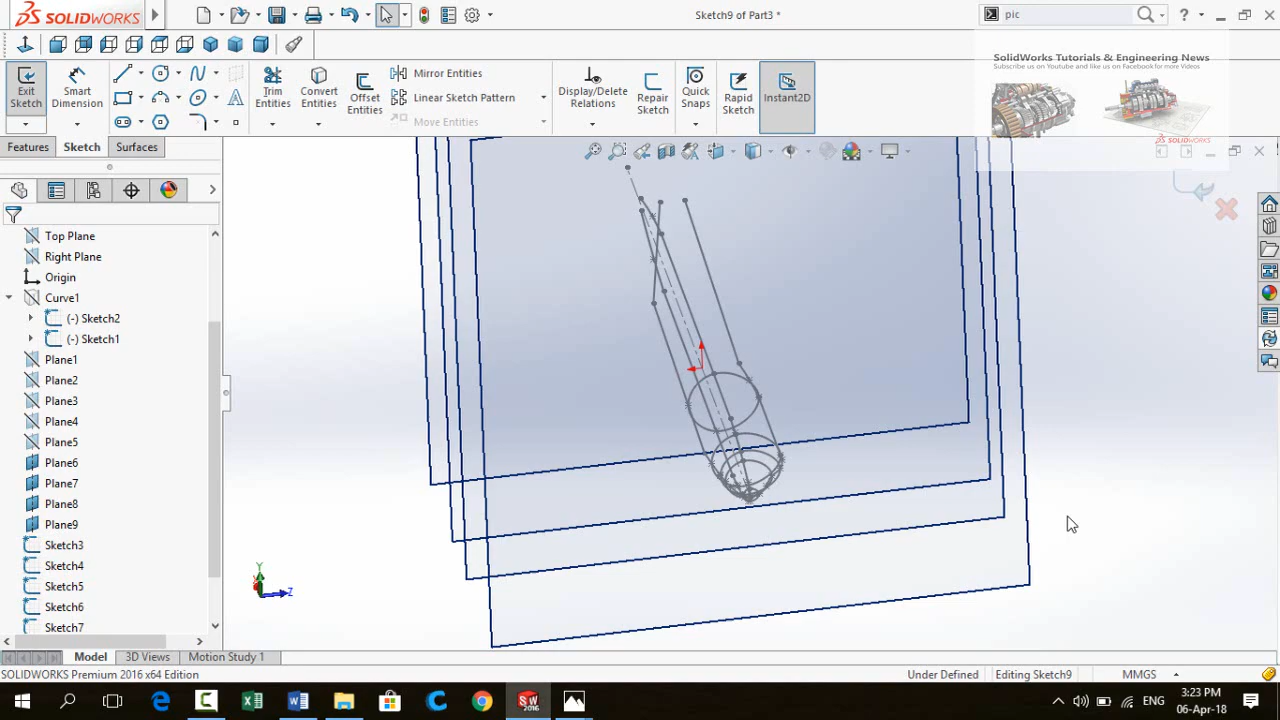 SOLIDWORKS
Sketch9 of Part3 *
pic
SolidWorks Tutorials & Engineering News
Subscribe us on Youtube and like us on Facebook for more Videos
Exit
Sketch
Smart
Dimension
Trim
Entities
Convert
Entities
Offset
Entities
Mirror Entities
Linear Sketch Pattern
Move Entities
Display/Delete
Relations
Repair
Sketch
Quick
Snaps
Rapid
Sketch
Instant2D
Features
Sketch
Surfaces
Top Plane
Right Plane
Origin
Curve1
(-) Sketch2
(-) Sketch1
Plane1
Plane2
Plane3
Plane4
Plane5
Plane6
Plane7
Plane8
Plane9
Sketch3
Sketch4
Sketch5
Sketch6
Sketch7
Y
Z
Model
3D Views
Motion Study 1
SOLIDWORKS Premium 2016 x64 Edition
Under Defined
Editing Sketch9
MMGS
ENG
3:23 PM
06-Apr-18